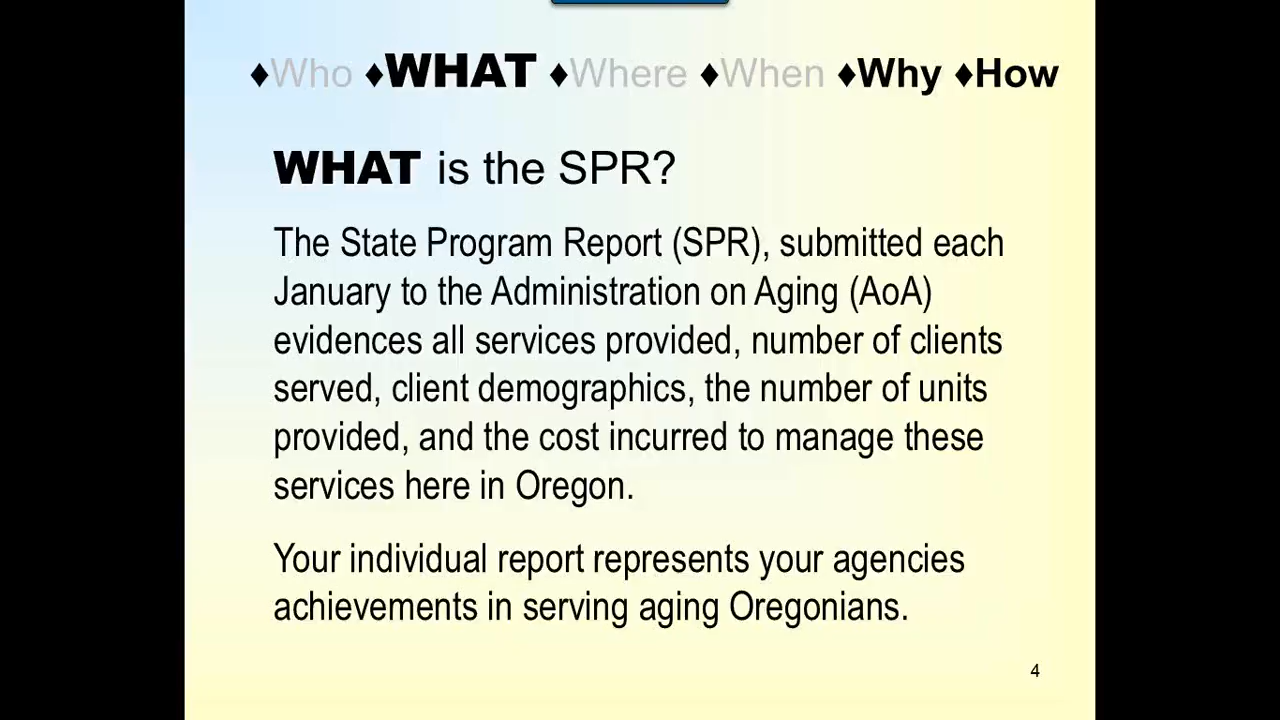 ♦Who ♦WHAT ♦Where ♦When ♦Why ♦How
WHAT is the SPR?
The State Program Report (SPR), submitted each
January to the Administration on Aging (AoA)
evidences all services provided, number of clients
served, client demographics, the number of units
provided, and the cost incurred to manage these
services here in Oregon.
Your individual report represents your agencies
achievements in serving aging Oregonians.
4